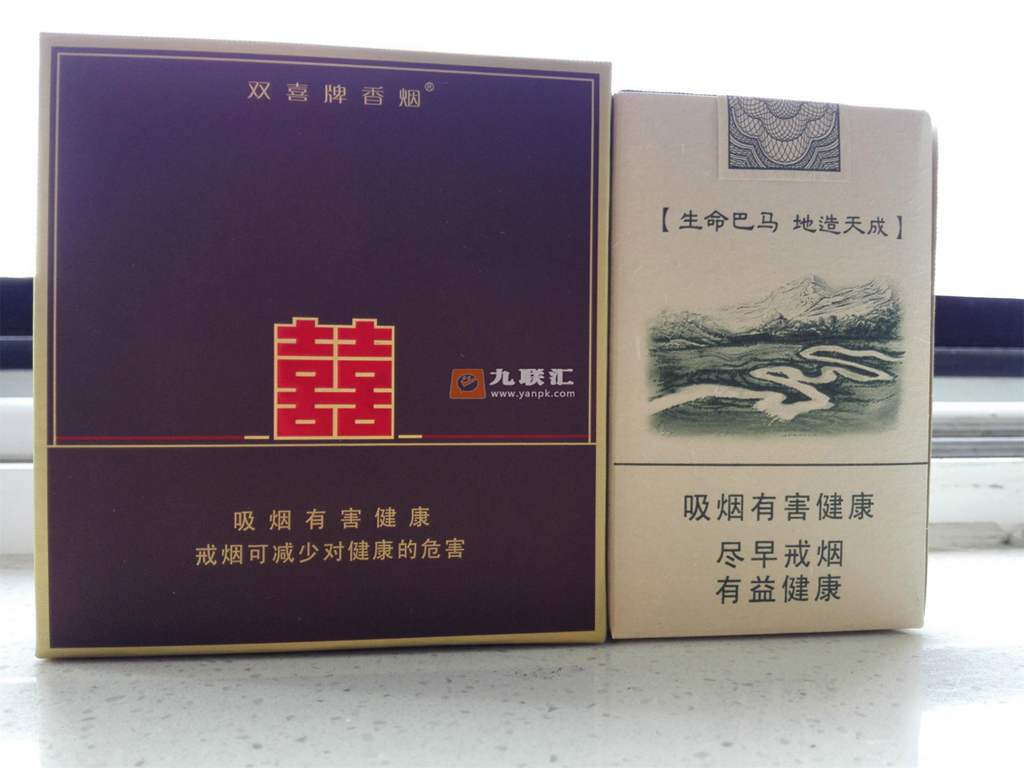 双喜牌香烟®
囍
九联汇
www.yanpk.com
吸烟有害健康
戒烟可减少对健康的危害
【生命巴马 地造天成】
吸烟有害健康
尽早戒烟
有益健康